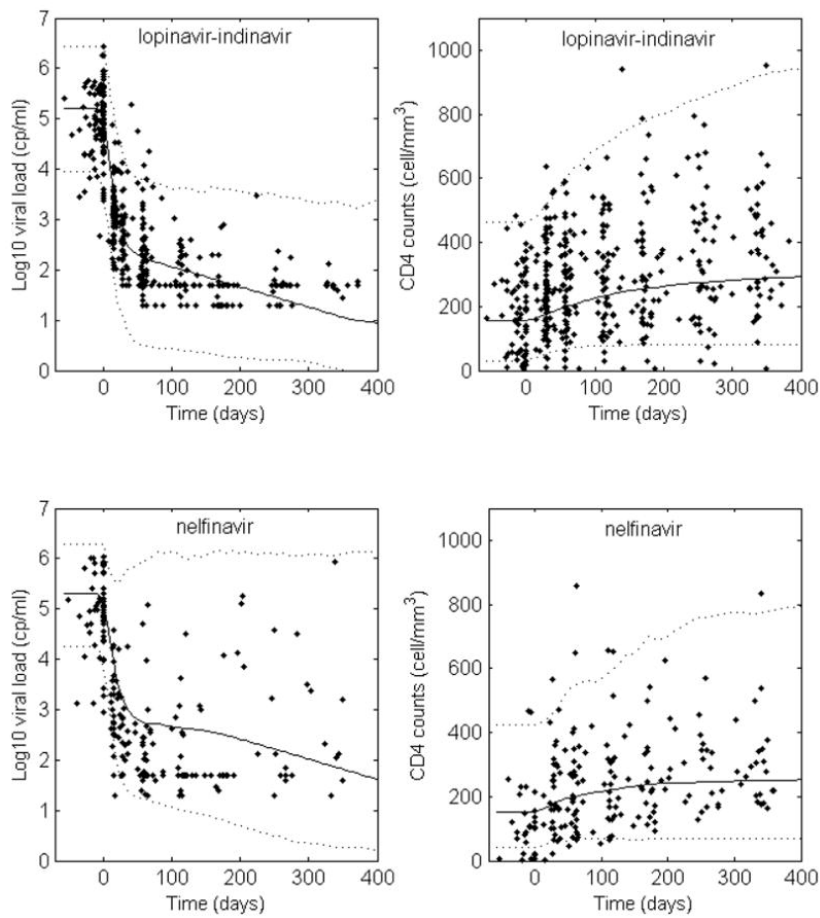 lopinavir-indinavir
Log10 viral load (cp/ml)
7
6
5
4
3
2
1
0
0 100 200 300 400
Time (days)
lopinavir-indinavir
CD4 counts (cell/mm³)
1000
800
600
400
200
0
0 100 200 300 400
Time (days)
nelfinavir
Log10 viral load (cp/ml)
7
6
5
4
3
2
1
0
0 100 200 300 400
Time (days)
nelfinavir
CD4 counts (cell/mm³)
1000
800
600
400
200
0
0 100 200 300 400
Time (days)